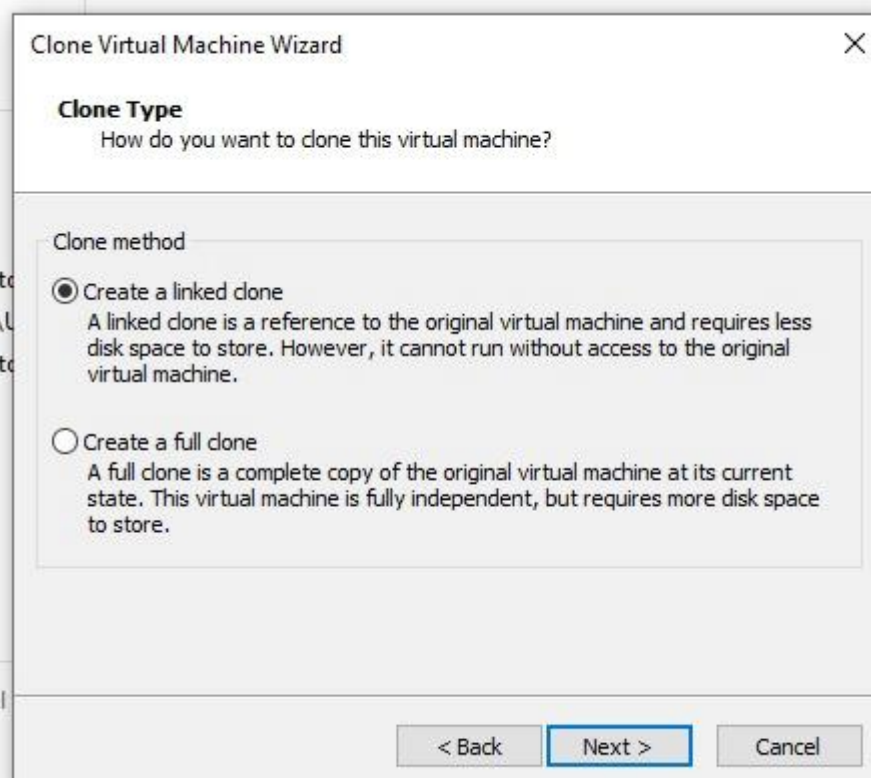 Clone Virtual Machine Wizard
Clone Type
How do you want to clone this virtual machine?
Clone method
Create a linked clone
A linked clone is a reference to the original virtual machine and requires less
disk space to store. However, it cannot run without access to the original
virtual machine.
Create a full clone
A full clone is a complete copy of the original virtual machine at its current
state. This virtual machine is fully independent, but requires more disk space
to store.
< Back Next > Cancel